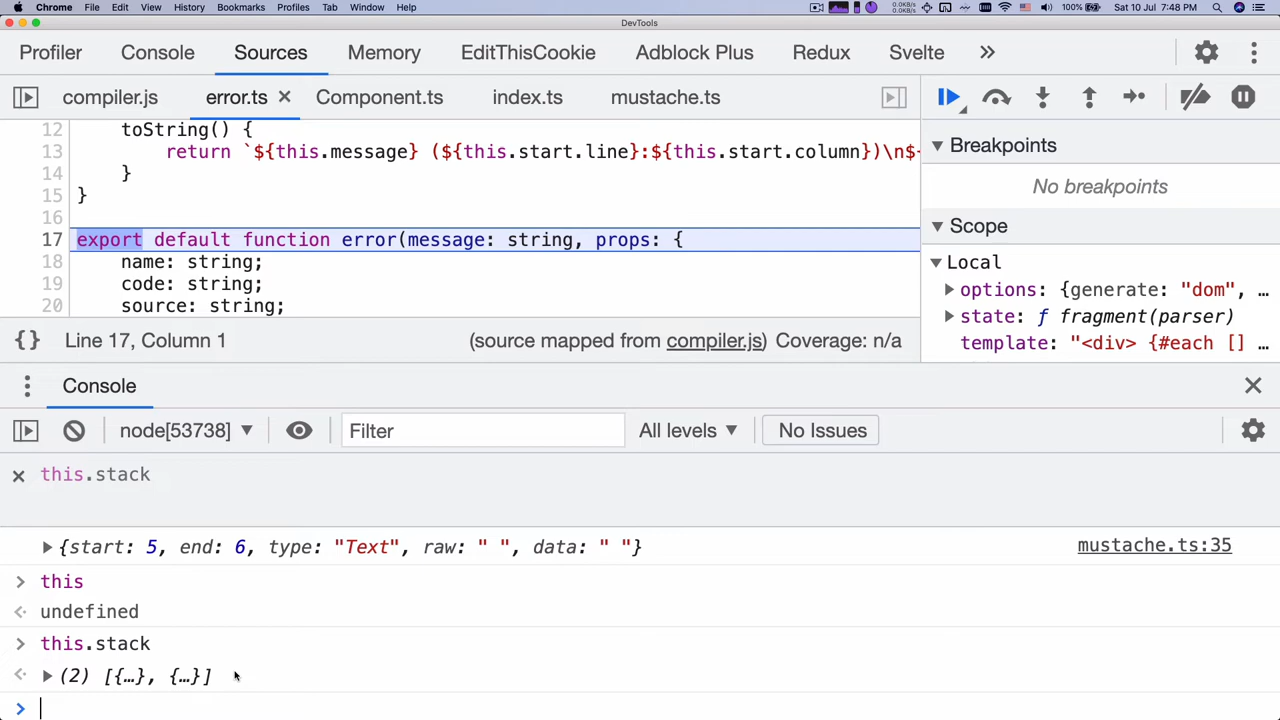 Chrome File Edit View History Bookmarks Profiles Tab Window Help 0.0KB/s 0.0KB/s 100% Sat 10 Jul 7:48 PM
DevTools
Profiler Console Sources Memory EditThisCookie Adblock Plus Redux Svelte »
compiler.js error.ts × Component.ts index.ts mustache.ts
12 toString() {
13 return `${this.message} (${this.start.line}:${this.start.column})\n$
14 }
15 }
16
17 export default function error(message: string, props: {
18 name: string;
19 code: string;
20 source: string;
{} Line 17, Column 1 (source mapped from compiler.js) Coverage: n/a
Breakpoints
No breakpoints
Scope
Local
options: {generate: "dom", …
state: ƒ fragment(parser)
template: "<div> {#each [] …
Console
node[53738] Filter All levels No Issues
this.stack
{start: 5, end: 6, type: "Text", raw: " ", data: " "} mustache.ts:35
this
undefined
this.stack
(2) [{…}, {…}]